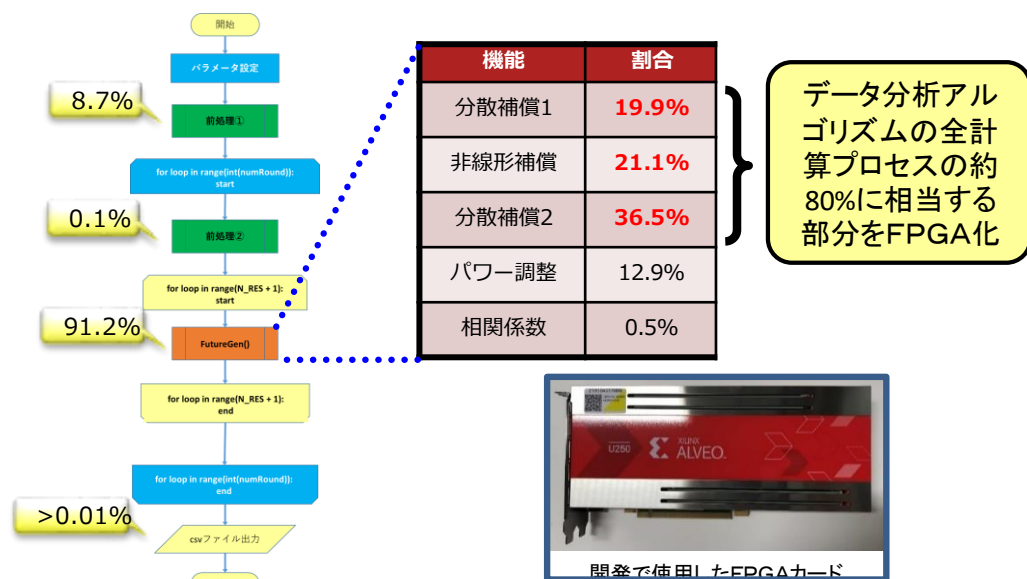 開始
パラメータ設定
8.7%
前処理①
for loop in range(int(numRound)):
start
0.1%
前処理②
for loop in range(N_RES + 1):
start
91.2%
FutureGen()
for loop in range(N_RES + 1):
end
for loop in range(int(numRound)):
end
>0.01%
csvファイル出力
機能 割合
分散補償1 19.9%
非線形補償 21.1%
分散補償2 36.5%
パワー調整 12.9%
相関係数 0.5%
データ分析アル
ゴリズムの全計
算プロセスの約
80%に相当する
部分をFPGA化
U250
XILINX
ALVEO
開発で使用したFPGAカード